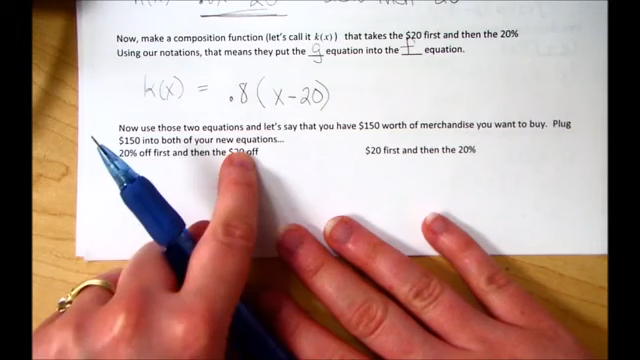 Now, make a composition function (let's call it k(x)) that takes the $20 first and then the 20%
Using our notations, that means they put the g equation into the f equation.
k(x) = .8(x-20)
Now use those two equations and let's say that you have $150 worth of merchandise you want to buy. Plug
$150 into both of your new equations...
20% off first and then the $20 off
$20 first and then the 20%